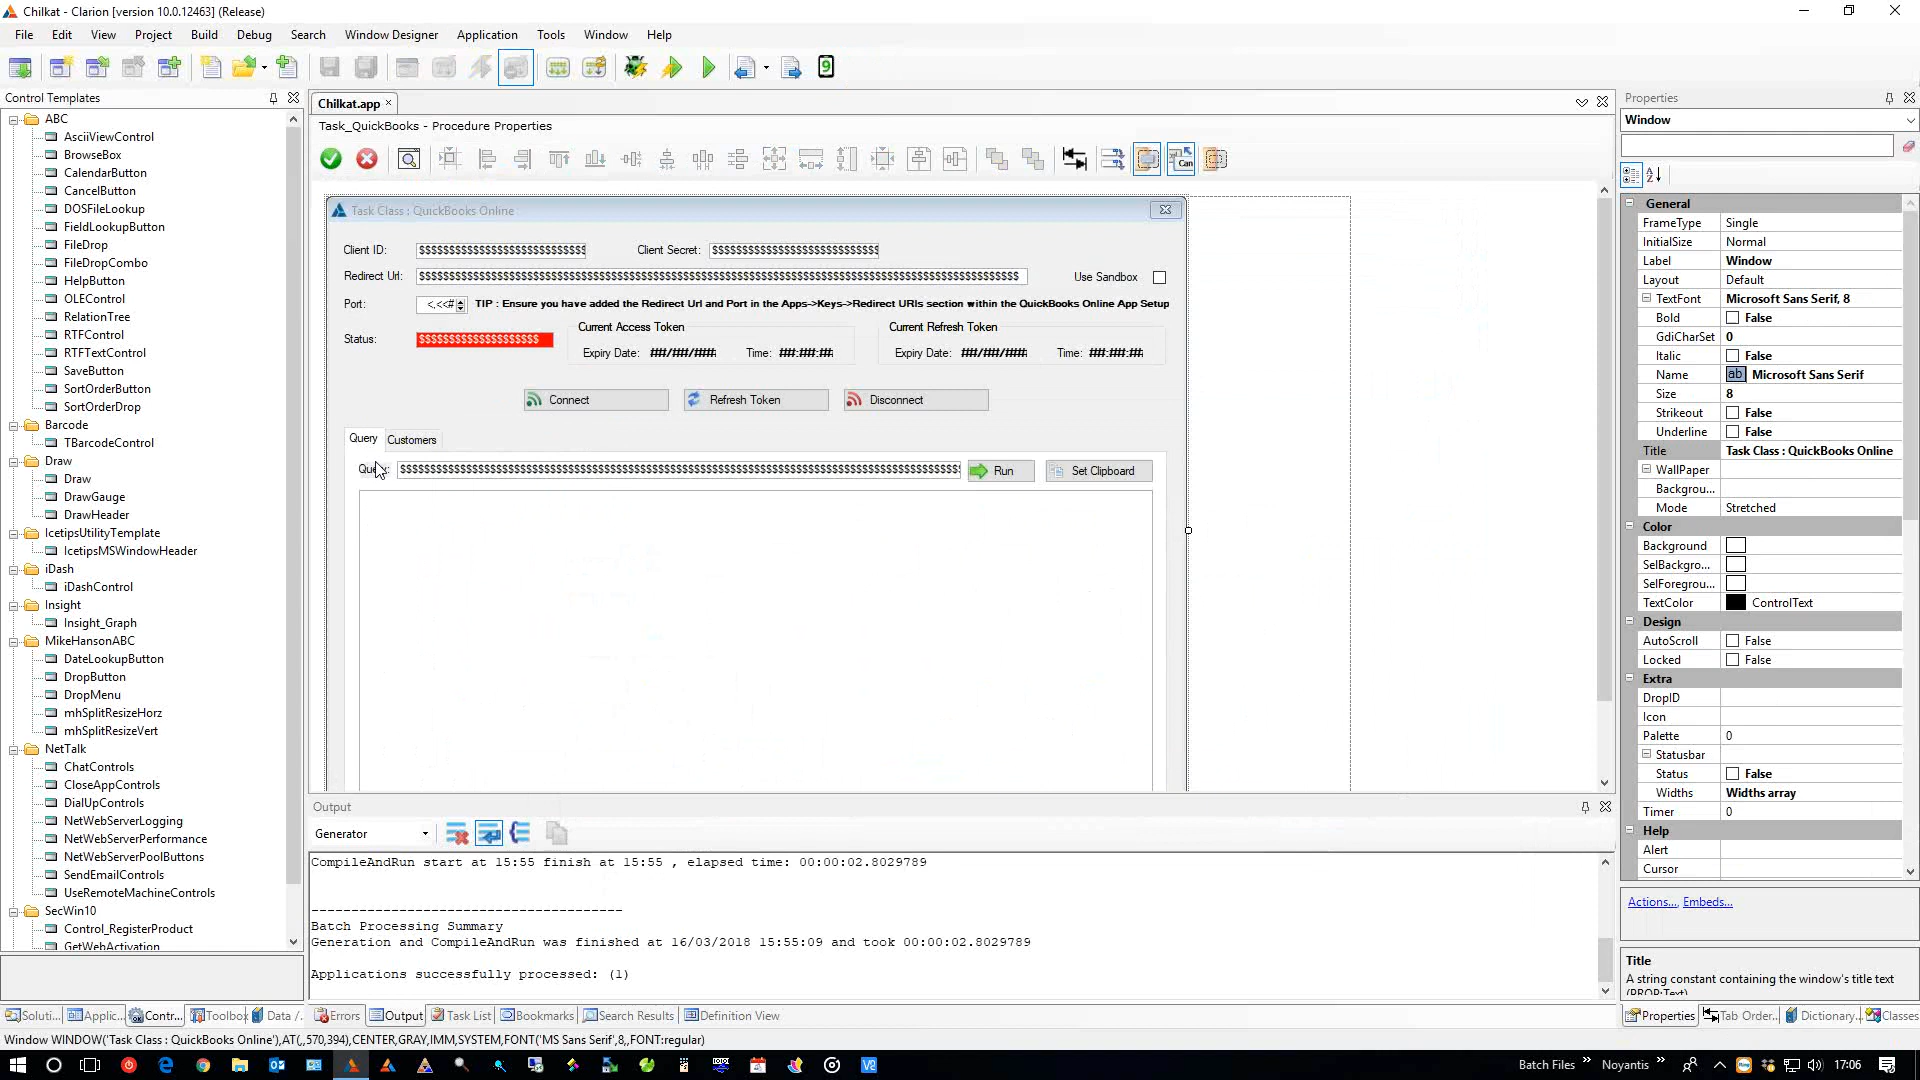 Chilkat - Clarion [version 10.0.12463] (Release)
File Edit View Project Build Debug Search Window Designer Application Tools Window Help
Control Templates
ABC
AsciiViewControl
BrowseBox
CalendarButton
CancelButton
DOSFileLookup
FieldLookupButton
FileDrop
FileDropCombo
HelpButton
OLEControl
RelationTree
RTFControl
RTFTextControl
SaveButton
SortOrderButton
SortOrderDrop
Barcode
TBarcodeControl
Draw
Draw
DrawGauge
DrawHeader
IcetipsUtilityTemplate
IcetipsMSWindowHeader
iDash
iDashControl
Insight
Insight_Graph
MikeHansonABC
DateLookupButton
DropButton
DropMenu
mhSplitResizeHorz
mhSplitResizeVert
NetTalk
ChatControls
CloseAppControls
DialUpControls
NetWebServerLogging
NetWebServerPerformance
NetWebServerPoolButtons
SendEmailControls
UseRemoteMachineControls
SecWin10
Control_RegisterProduct
GetWebActivation
Soluti... Applic... Contr... Toolbox Data /...
Chilkat.app
Task_QuickBooks - Procedure Properties
Can
Task Class : QuickBooks Online
Client ID: $$$$$$$$$$$$$$$$$$$$$$$$$$$$ Client Secret: $$$$$$$$$$$$$$$$$$$$$$$$$$$$
Redirect Url: $$$$$$$$$$$$$$$$$$$$$$$$$$$$$$$$$$$$$$$$$$$$$$$$$$$$$$$$$$$$$$$$$$$$$$$$$$$$$$$$$$$$$$$$$$$$$$$$$$$$ Use Sandbox
Port: <,<<# TIP : Ensure you have added the Redirect Url and Port in the Apps->Keys->Redirect URIs section within the QuickBooks Online App Setup
Status: $$$$$$$$$$$$$$$$$$$$
Current Access Token
Expiry Date: ##/##/#### Time: ##:##:##
Current Refresh Token
Expiry Date: ##/##/#### Time: ##:##:##
Connect Refresh Token Disconnect
Query Customers
Query: $$$$$$$$$$$$$$$$$$$$$$$$$$$$$$$$$$$$$$$$$$$$$$$$$$$$$$$$$$$$$$$$$$$$$$$$$$$$$$$$$$$$$$$$$$$$$ Run Set Clipboard
Output
Generator
CompileAndRun start at 15:55 finish at 15:55 , elapsed time: 00:00:02.8029789
---------------------------------------
Batch Processing Summary
Generation and CompileAndRun was finished at 16/03/2018 15:55:09 and took 00:00:02.8029789
Applications successfully processed: (1)
Errors Output Task List Bookmarks Search Results Definition View
Properties
Window
General
FrameType Single
InitialSize Normal
Label Window
Layout Default
TextFont Microsoft Sans Serif, 8
Bold False
GdiCharSet 0
Italic False
Name ab Microsoft Sans Serif
Size 8
Strikeout False
Underline False
Title Task Class : QuickBooks Online
WallPaper
Backgrou...
Mode Stretched
Color
Background
SelBackgro...
SelForegrou...
TextColor ControlText
Design
AutoScroll False
Locked False
Extra
DropID
Icon
Palette 0
Statusbar
Status False
Widths Widths array
Timer 0
Help
Alert
Cursor
Actions... Embeds...
Title
A string constant containing the window's title text
(PROP:Text)
Properties Tab Order... Dictionary... Classes
Window WINDOW('Task Class : QuickBooks Online'),AT(,,570,394),CENTER,GRAY,IMM,SYSTEM,FONT('MS Sans Serif',8,,FONT:regular)
Batch Files Noyantis 17:06